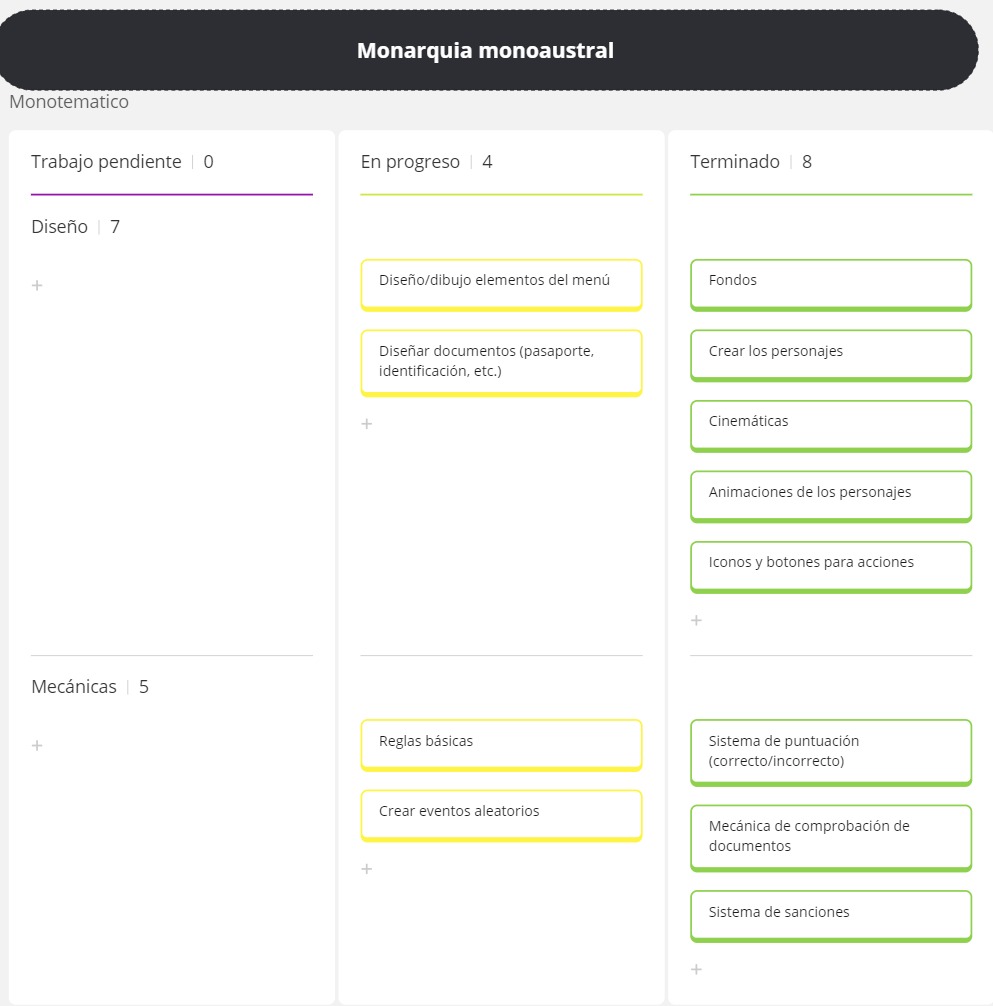 Monarquia monoaustral
Monotematico
Trabajo pendiente | 0
En progreso | 4
Terminado | 8
Diseño | 7
+
Diseño/dibujo elementos del menú
Diseñar documentos (pasaporte,
identificación, etc.)
+
Fondos
Crear los personajes
Cinemáticas
Animaciones de los personajes
Iconos y botones para acciones
+
Mecánicas | 5
+
Reglas básicas
Crear eventos aleatorios
+
Sistema de puntuación
(correcto/incorrecto)
Mecánica de comprobación de
documentos
Sistema de sanciones
+